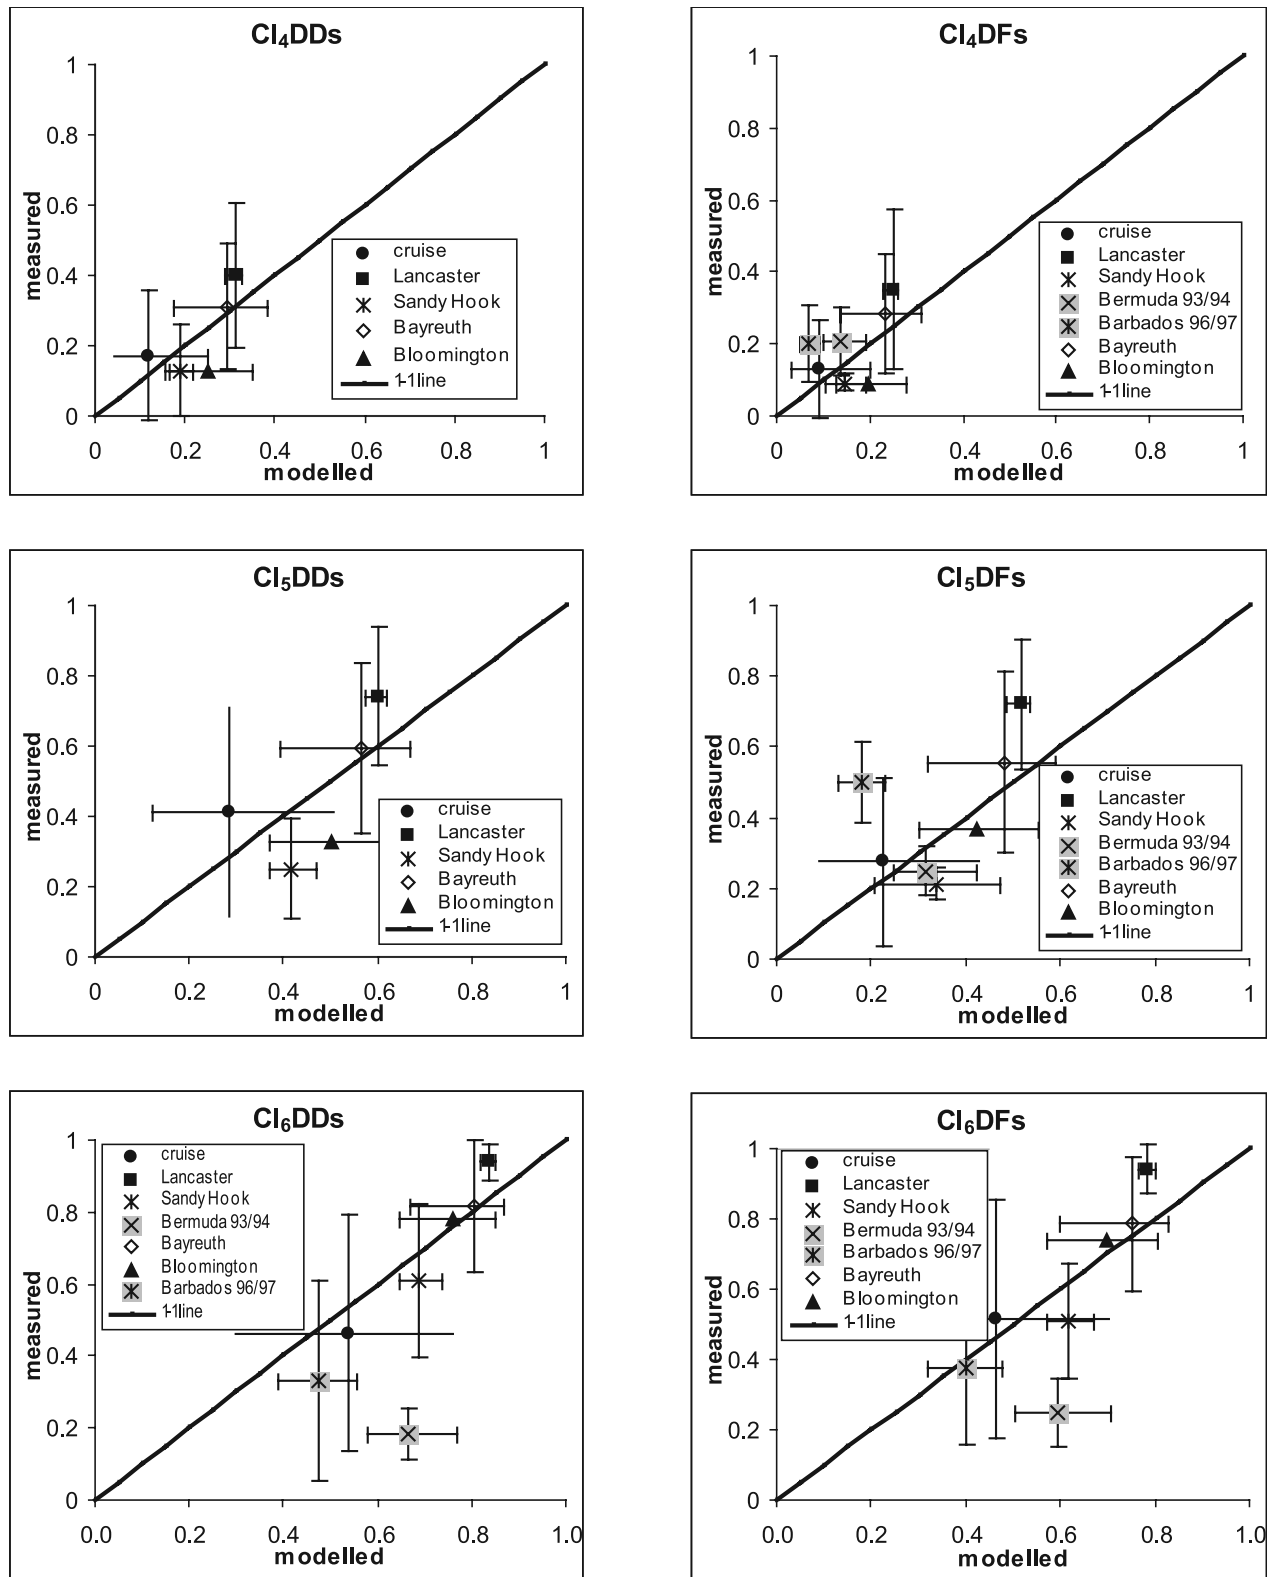 Cl4DDs
1
0.8
0.6
0.4
0.2
0
measured
cruise
Lancaster
Sandy Hook
Bayreuth
Bloomington
1-1line
0 0.2 0.4 0.6 0.8 1
modelled
Cl4DFs
1
0.8
0.6
0.4
0.2
0
measured
cruise
Lancaster
Sandy Hook
Bermuda 93/94
Barbados 96/97
Bayreuth
Bloomington
1-1line
0 0.2 0.4 0.6 0.8 1
modelled
Cl5DDs
1
0.8
0.6
0.4
0.2
0
measured
cruise
Lancaster
Sandy Hook
Bayreuth
Bloomington
1-1line
0 0.2 0.4 0.6 0.8 1
modelled
Cl5DFs
1
0.8
0.6
0.4
0.2
0
measured
cruise
Lancaster
Sandy Hook
Bermuda 93/94
Barbados 96/97
Bayreuth
Bloomington
1-1line
0 0.2 0.4 0.6 0.8 1
modelled
Cl6DDs
1
0.8
0.6
0.4
0.2
0
measured
cruise
Lancaster
Sandy Hook
Bermuda 93/94
Bayreuth
Bloomington
Barbados 96/97
1-1line
0.0 0.2 0.4 0.6 0.8 1.0
modelled
Cl6DFs
1
0.8
0.6
0.4
0.2
0
measured
cruise
Lancaster
Sandy Hook
Bermuda 93/94
Barbados 96/97
Bayreuth
Bloomington
1-1line
0.0 0.2 0.4 0.6 0.8 1.0
modelled